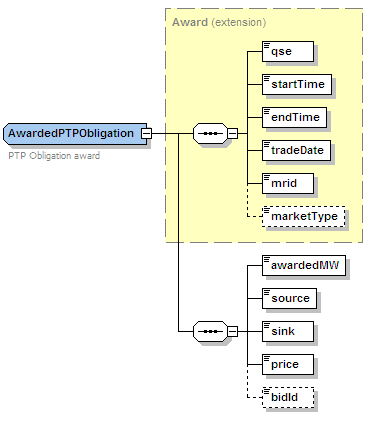 Award (extension)
qse
startTime
endTime
AwardedPTPObligation
tradeDate
PTP Obligation award
mrid
marketType
awardedMW
source
sink
price
bidId